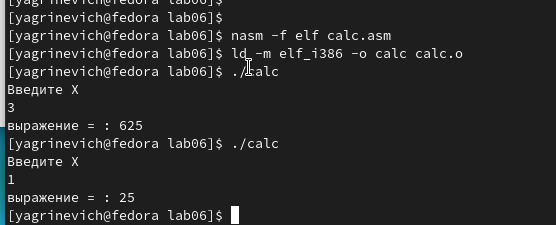 [yagrinevich@fedora lab06]$
[yagrinevich@fedora lab06]$ nasm -f elf calc.asm
[yagrinevich@fedora lab06]$ ld -m elf_i386 -o calc calc.o
[yagrinevich@fedora lab06]$ ./calc
Введите X
3
выражение = : 625
[yagrinevich@fedora lab06]$ ./calc
Введите X
1
выражение = : 25
[yagrinevich@fedora lab06]$